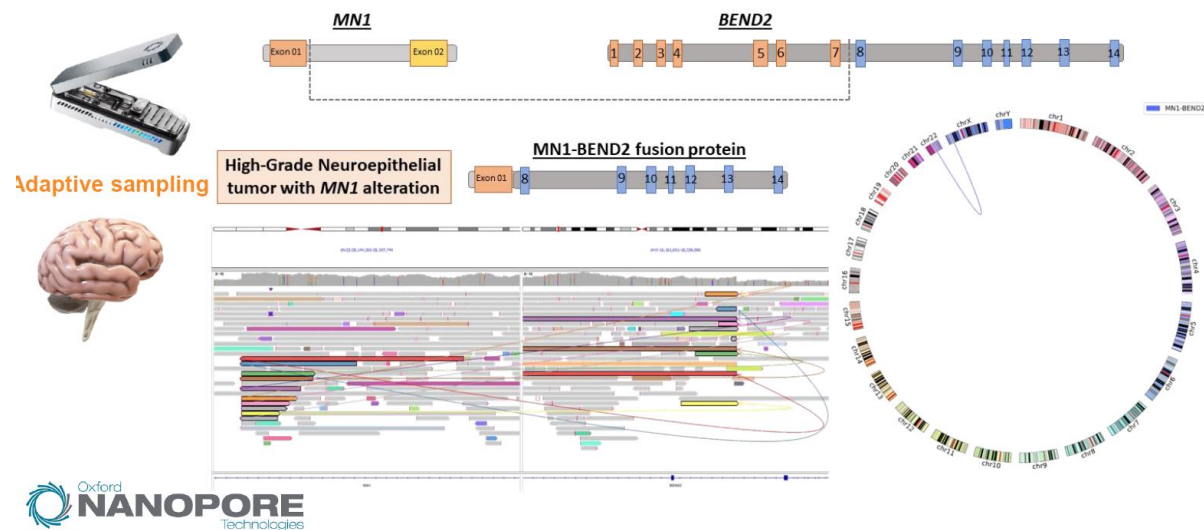 MN1
BEND2
Exon 01
Exon 02
1 2 3 4 5 6 7 8 9 10 11 12 13 14
Adaptive sampling
High-Grade Neuroepithelial
tumor with MN1 alteration
MN1-BEND2 fusion protein
Exon 01 8 9 10 11 12 13 14
MN1-BEND2
chr1
chr2
chr3
chr4
chr5
chr6
chr7
chr8
chr9
chr10
chr11
chr12
chr13
chr14
chr15
chr16
chr17
chr18
chr19
chr20
chr21
chr22
chrX
chrY
Oxford
NANOPORE
Technologies